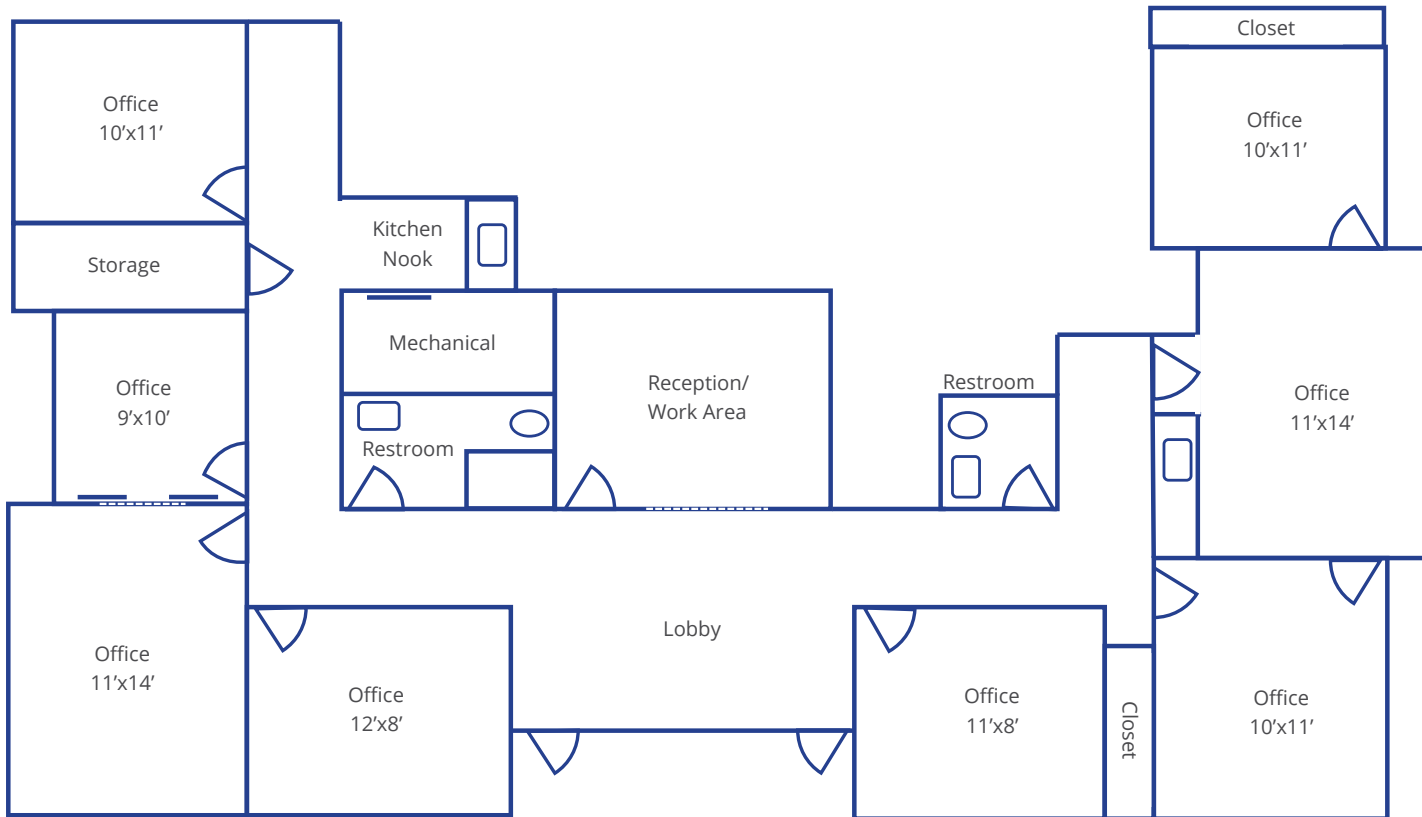 Closet
Office
10’x11’
Office
10’x11’
Kitchen
Nook
Storage
Mechanical
Reception/
Work Area
Restroom
Office
9’x10’
Office
11’x14’
Restroom
Lobby
Office
11’x14’
Office
12’x8’
Office
11’x8’
Closet
Office
10’x11’